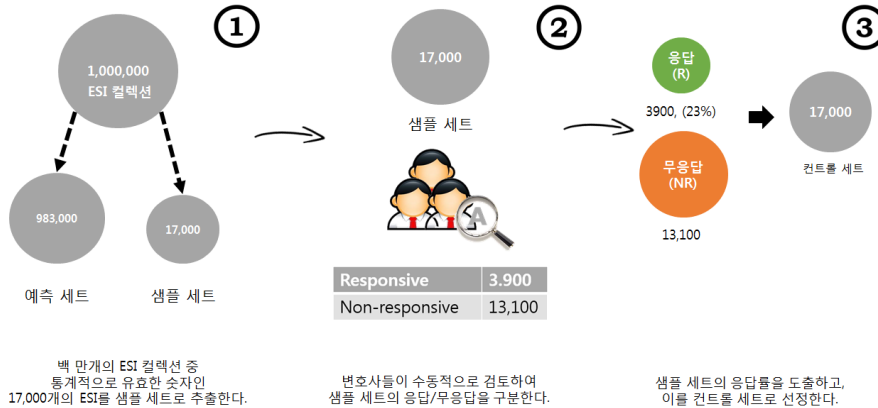 1
1,000,000
ESI 컬렉션
983,000
17,000
예측 세트
샘플 세트
백 만개의 ESI 컬렉션 중
통계적으로 유효한 숫자인
17,000개의 ESI를 샘플 세트로 추출한다.
2
17,000
샘플 세트
A
Responsive 3.900
Non-responsive 13,100
변호사들이 수동적으로 검토하여
샘플 세트의 응답/무응답을 구분한다.
3
응답
(R)
3900, (23%)
무응답
(NR)
13,100
17,000
컨트롤 세트
샘플 세트의 응답률을 도출하고,
이를 컨트롤 세트로 선정한다.